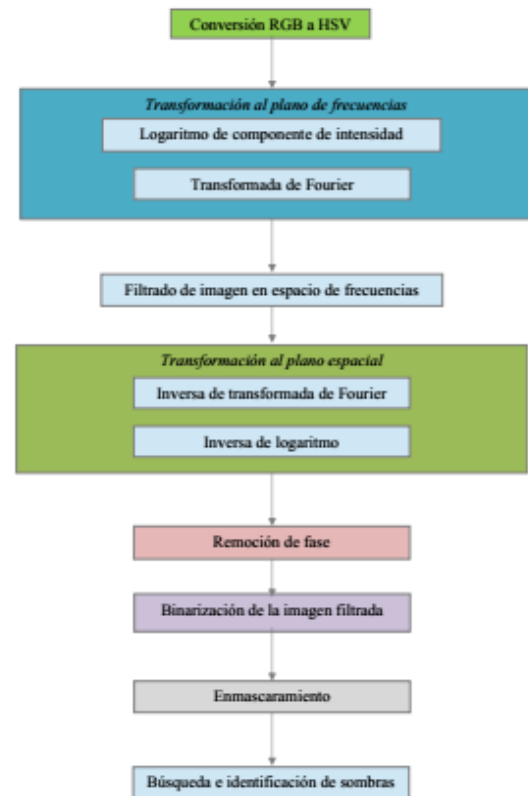 Conversión RGB a HSV
Transformación al plano de frecuencias
Logaritmo de componente de intensidad
Transformada de Fourier
Filtrado de imagen en espacio de frecuencias
Transformación al plano espacial
Inversa de transformada de Fourier
Inversa de logaritmo
Remoción de fase
Binarización de la imagen filtrada
Enmascaramiento
Búsqueda e identificación de sombras